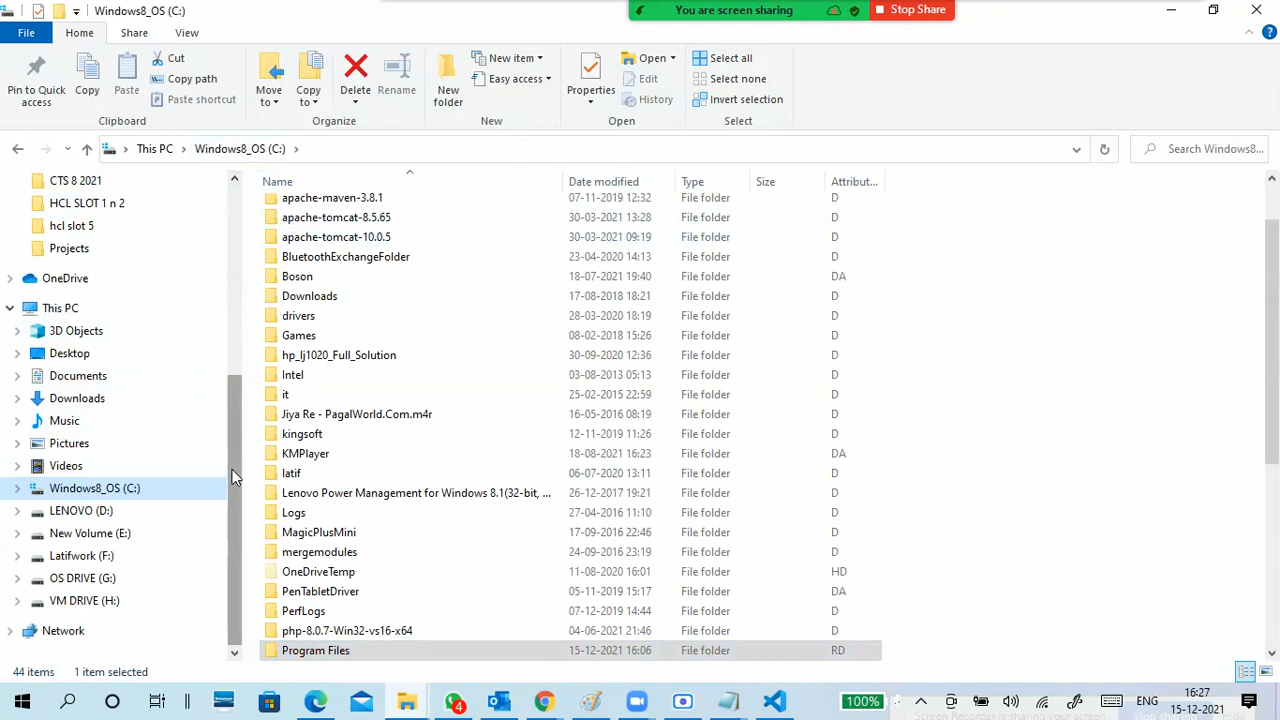 Windows8_OS (C:)
You are screen sharing
Stop Share
File
Home
Share
View
Pin to Quick access
Copy
Paste
Cut
Copy path
Paste shortcut
Clipboard
Move to
Copy to
Delete
Rename
Organize
New folder
New item
Easy access
New
Properties
Open
Edit
History
Open
Select all
Select none
Invert selection
Select
This PC
Windows8_OS (C:)
Search Windows8...
CTS 8 2021
HCL SLOT 1 n 2
hcl slot 5
Projects
OneDrive
This PC
3D Objects
Desktop
Documents
Downloads
Music
Pictures
Videos
Windows8_OS (C:)
LENOVO (D:)
New Volume (E:)
Latifwork (F:)
OS DRIVE (G:)
VM DRIVE (H:)
Network
Name Date modified Type Size Attribut...
apache-maven-3.8.1 07-11-2019 12:32 File folder D
apache-tomcat-8.5.65 30-03-2021 13:28 File folder D
apache-tomcat-10.0.5 30-03-2021 09:19 File folder D
BluetoothExchangeFolder 23-04-2020 14:13 File folder D
Boson 18-07-2021 19:40 File folder DA
Downloads 17-08-2018 18:21 File folder D
drivers 28-03-2020 18:19 File folder D
Games 08-02-2018 15:26 File folder D
hp_lj1020_Full_Solution 30-09-2020 12:36 File folder D
Intel 03-08-2013 05:13 File folder D
it 25-02-2015 22:59 File folder D
Jiya Re - PagalWorld.Com.m4r 16-05-2016 08:19 File folder D
kingsoft 12-11-2019 11:26 File folder D
KMPlayer 18-08-2021 16:23 File folder DA
latif 06-07-2020 13:11 File folder D
Lenovo Power Management for Windows 8.1(32-bit, ... 26-12-2017 19:21 File folder D
Logs 27-04-2016 11:10 File folder D
MagicPlusMini 17-09-2016 22:46 File folder D
mergemodules 24-09-2016 23:19 File folder D
OneDriveTemp 11-08-2020 16:01 File folder HD
PenTabletDriver 05-11-2019 15:17 File folder DA
PerfLogs 07-12-2019 14:44 File folder D
php-8.0.7-Win32-vs16-x64 04-06-2021 21:46 File folder D
Program Files 15-12-2021 16:06 File folder RD
44 items 1 item selected
4
100%
ENG
16:27
15-12-2021
Screen Recorder is sharing your screen